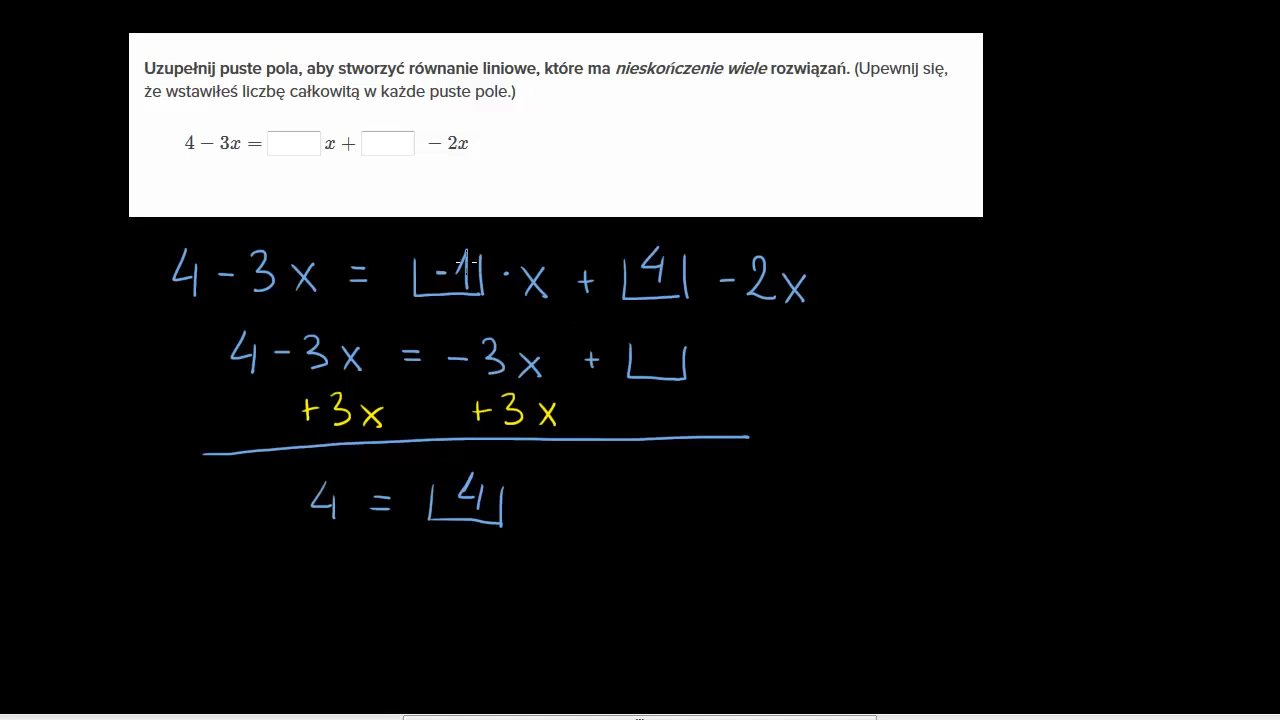 Uzupełnij puste pola, aby stworzyć równanie liniowe, które ma nieskończenie wiele rozwiązań. (Upewnij się,
że wstawiłeś liczbę całkowitą w każde puste pole.)
4 − 3x = x + − 2x
4 - 3x = -1 · x + 4 - 2x
4 - 3x = - 3x +
+3x +3x
4 = 4